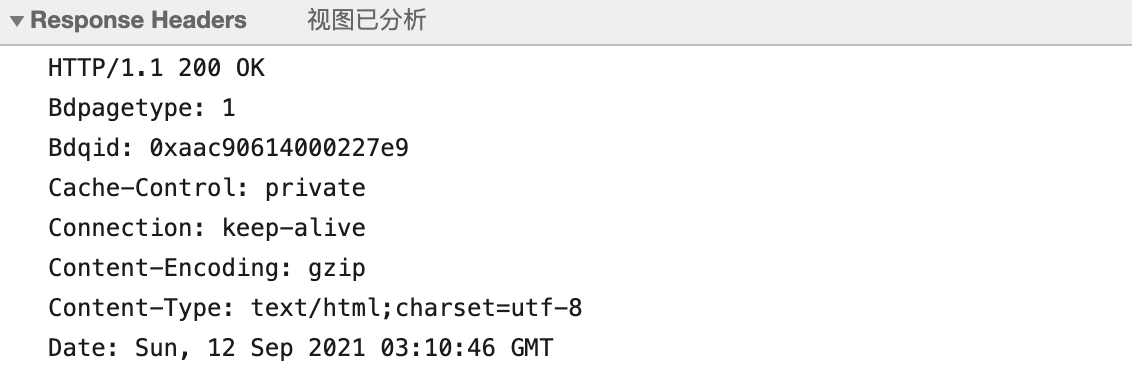 Response Headers 视图已分析
HTTP/1.1 200 OK
Bdpagetype: 1
Bdqid: 0xaac90614000227e9
Cache-Control: private
Connection: keep-alive
Content-Encoding: gzip
Content-Type: text/html;charset=utf-8
Date: Sun, 12 Sep 2021 03:10:46 GMT